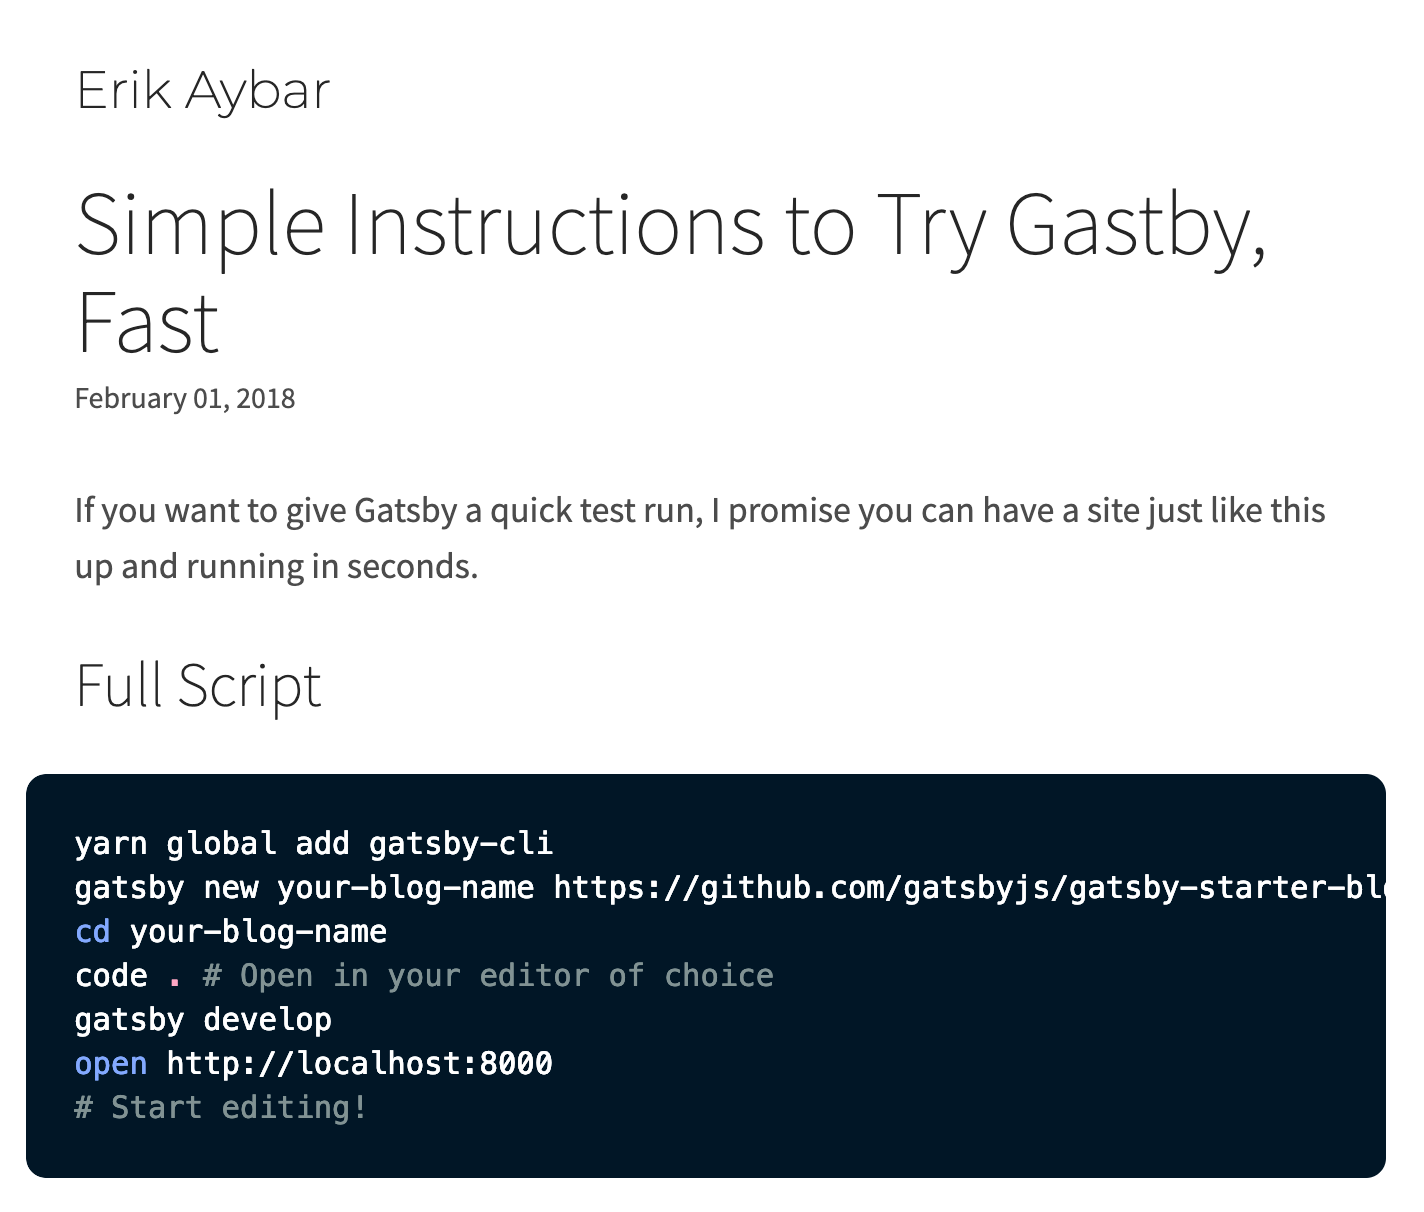 Erik Aybar
Simple Instructions to Try Gastby,
Fast
February 01, 2018
If you want to give Gatsby a quick test run, I promise you can have a site just like this
up and running in seconds.
Full Script
yarn global add gatsby-cli
gatsby new your-blog-name https://github.com/gatsbyjs/gatsby-starter-bl
cd your-blog-name
code . # Open in your editor of choice
gatsby develop
open http://localhost:8000
# Start editing!